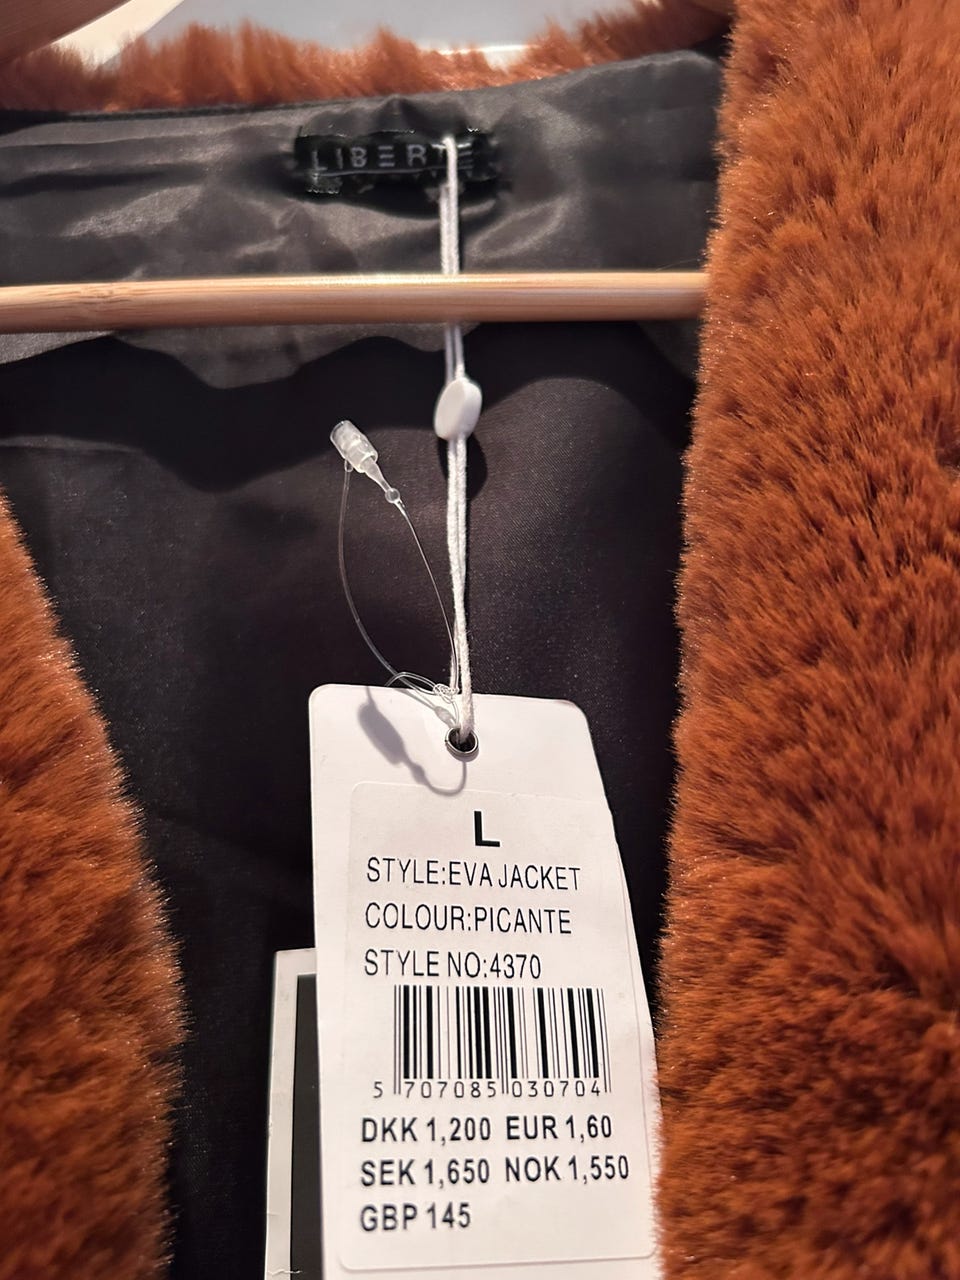 LIBERTE
L
STYLE:EVA JACKET
COLOUR:PICANTE
STYLE NO:4370
5 707085 030704
DKK 1,200 EUR 1,60
SEK 1,650 NOK 1,550
GBP 145